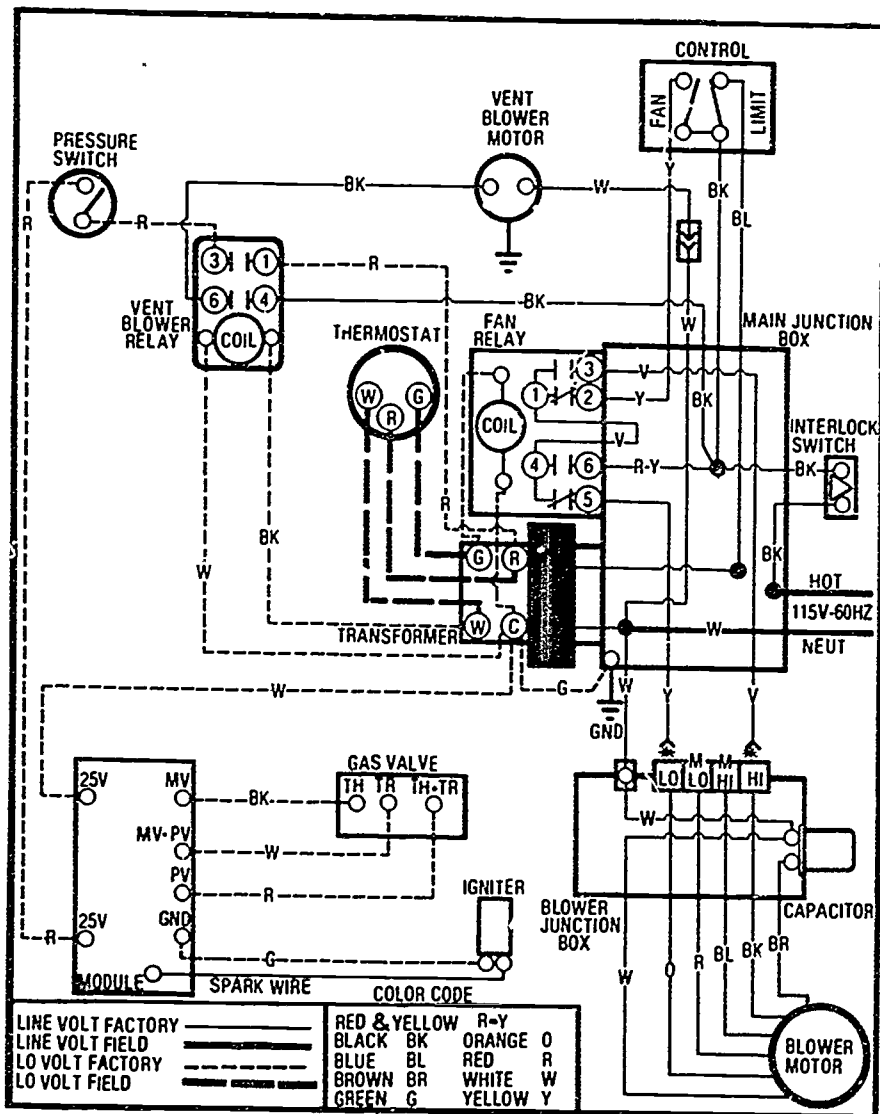 CONTROL
FAN
LIMIT
VENT
BLOWER
MOTOR
PRESSURE
SWITCH
BK
W
Y
BK
BL
R
R
3
1
R
6
4
BK
W
VENT
BLOWER
RELAY
COIL
THERMOSTAT
FAN
RELAY
MAIN JUNCTION
BOX
W
R
G
3
V
1
2
Y
BK
COIL
V
INTERLOCK
SWITCH
4
6
R-Y
BK
5
R
BK
W
G
R
BK
HOT
115V-60HZ
TRANSFORMER
W
C
W
NEUT
W
G
W
Y
V
GND
25V
MV
GAS VALVE
TH
TR
TH-TR
LO
M
LO
M
HI
HI
BK
MV-PV
W
W
PV
R
IGNITER
GND
25V
R
G
BLOWER
JUNCTION
BOX
CAPACITOR
W
O
R
BL
BK
BR
MODULE
SPARK WIRE
BLOWER
MOTOR
COLOR CODE
LINE VOLT FACTORY
LINE VOLT FIELD
LO VOLT FACTORY
LO VOLT FIELD
RED & YELLOW R-Y
BLACK BK ORANGE O
BLUE BL RED R
BROWN BR WHITE W
GREEN G YELLOW Y